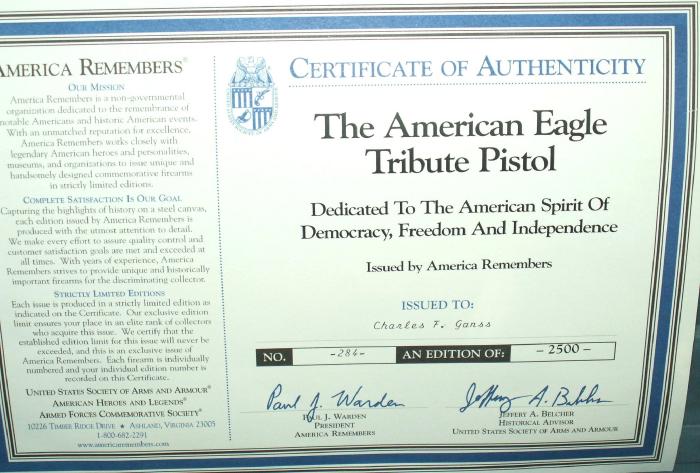 AMERICA REMEMBERS®
OUR MISSION
America Remembers is a non-governmental
organization dedicated to the remembrance of
notable Americans and historic American events.
With an unmatched reputation for excellence,
America Remembers works closely with
legendary American heroes and personalities,
museums, and organizations to issue unique and
handsomely designed commemorative firearms
in strictly limited editions.
COMPLETE SATISFACTION IS OUR GOAL
Capturing the highlights of history on a steel canvas,
each edition issued by America Remembers is
produced with the utmost attention to detail.
We make every effort to assure quality control and
customer satisfaction goals are met and exceeded at
all times. With years of experience, America
Remembers strives to provide unique and historically
important firearms for the discriminating collector.
STRICTLY LIMITED EDITIONS
Each issue is produced in a strictly limited edition as
indicated on the Certificate. Our exclusive edition
limit ensures your place in an elite rank of collectors
who acquire this issue. We certify that the
established edition limit for this issue will never be
exceeded, and this is an exclusive issue of
America Remembers. Each firearm is individually
numbered and your individual edition number is
recorded on this Certificate.
UNITED STATES SOCIETY OF ARMS AND ARMOUR®
AMERICAN HEROES AND LEGENDS®
ARMED FORCES COMMEMORATIVE SOCIETY®
10226 TIMBER RIDGE DRIVE ★ ASHLAND, VIRGINIA 23005
1-800-682-2291
www.americaremembers.com
CERTIFICATE OF AUTHENTICITY
The American Eagle
Tribute Pistol
Dedicated To The American Spirit Of
Democracy, Freedom And Independence
Issued by America Remembers
ISSUED TO:
Charles F. Ganss
NO. -284- AN EDITION OF: - 2500 -
Paul J. Warden
PAUL J. WARDEN
PRESIDENT
AMERICA REMEMBERS
Jeffery A. Belcher
JEFFERY A. BELCHER
HISTORICAL ADVISOR
UNITED STATES SOCIETY OF ARMS AND ARMOUR